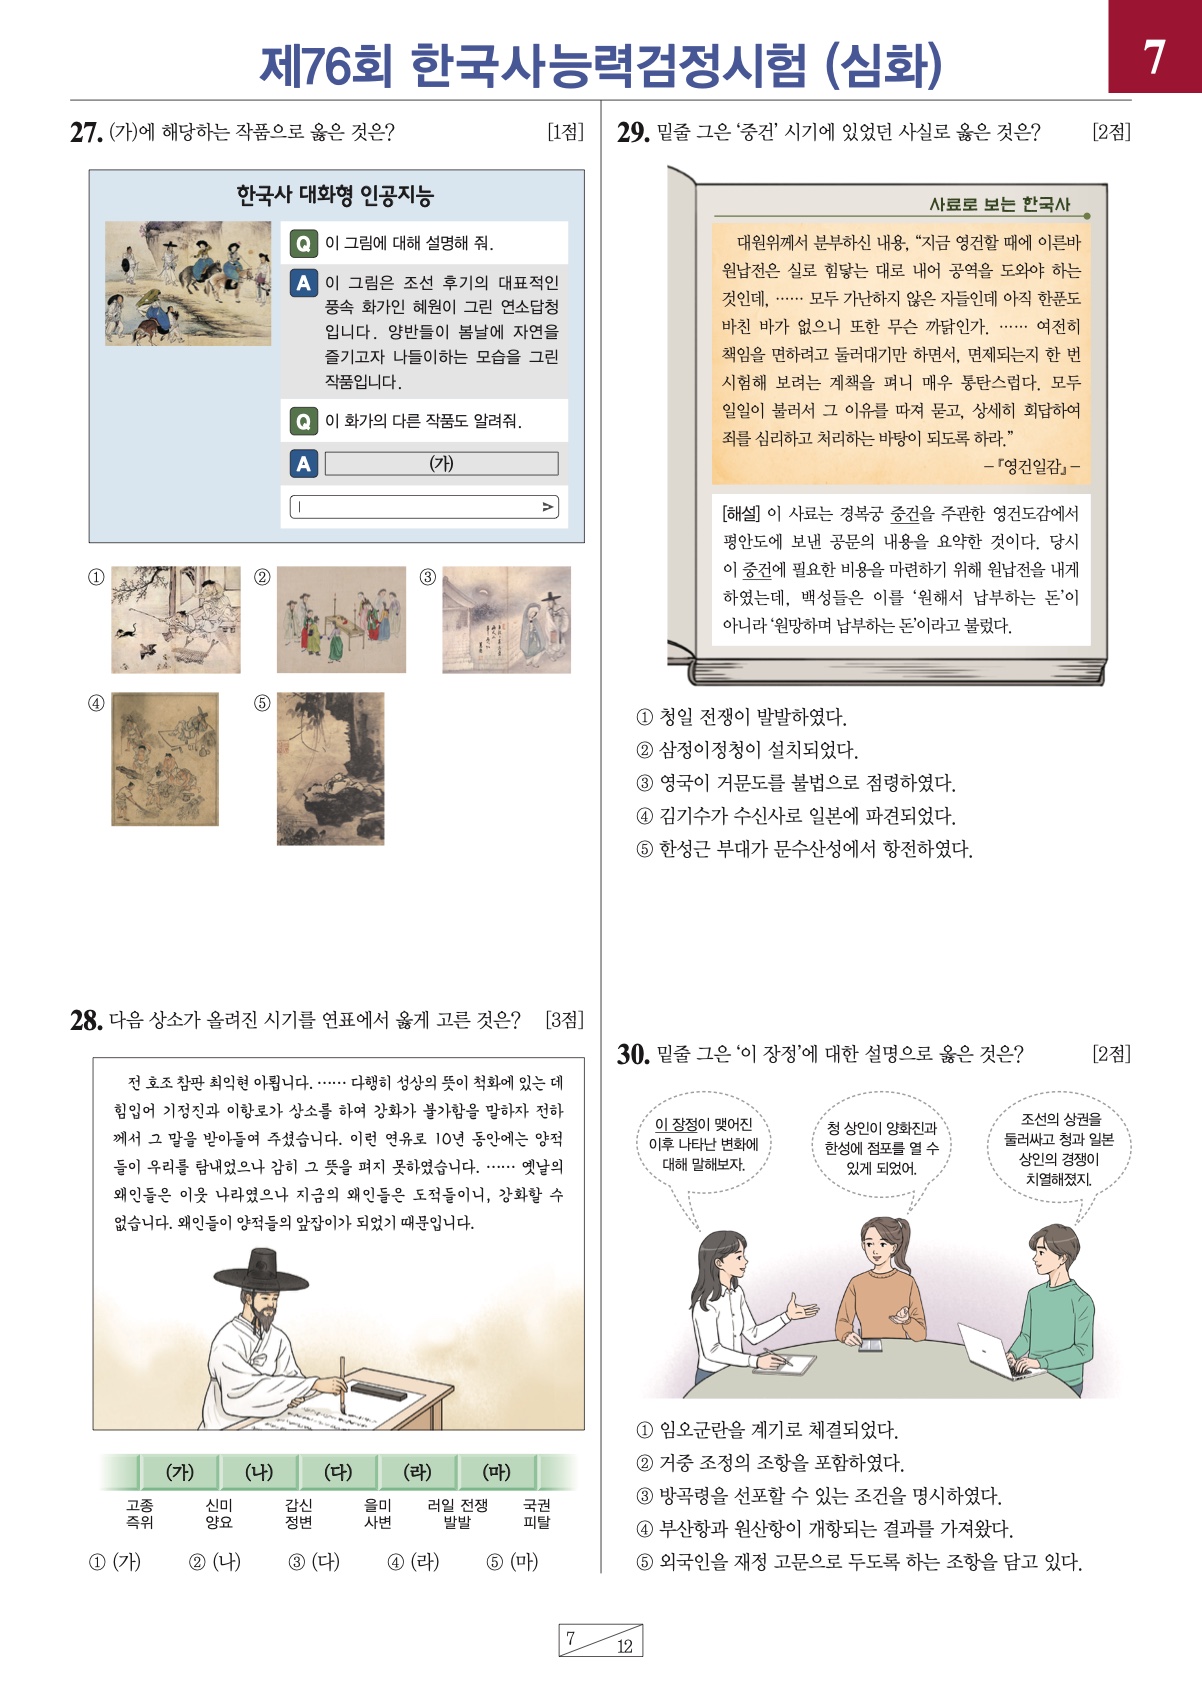 제76회 한국사능력검정시험 (심화)
7
27. (가)에 해당하는 작품으로 옳은 것은? [1점]
한국사 대화형 인공지능
Q 이 그림에 대해 설명해 줘.
A 이 그림은 조선 후기의 대표적인
풍속 화가인 혜원이 그린 연소답청
입니다. 양반들이 봄날에 자연을
즐기고자 나들이하는 모습을 그린
작품입니다.
Q 이 화가의 다른 작품도 알려줘.
A (가)
①
②
③
④
⑤
28. 다음 상소가 올려진 시기를 연표에서 옳게 고른 것은? [3점]
전 호조 참판 최익현 아룁니다. …… 다행히 성상의 뜻이 척화에 있는 데
힘입어 기정진과 이항로가 상소를 하여 강화가 불가함을 말하자 전하
께서 그 말을 받아들여 주셨습니다. 이런 연유로 10년 동안에는 양적
들이 우리를 탐내었으나 감히 그 뜻을 펴지 못하였습니다. …… 옛날의
왜인들은 이웃 나라였으나 지금의 왜인들은 도적들이니, 강화할 수
없습니다. 왜인들이 양적들의 앞잡이가 되었기 때문입니다.
(가) (나) (다) (라) (마)
고종 신미 갑신 을미 러일 전쟁 국권
즉위 양요 정변 사변 발발 피탈
① (가) ② (나) ③ (다) ④ (라) ⑤ (마)
29. 밑줄 그은 ‘중건’ 시기에 있었던 사실로 옳은 것은? [2점]
사료로 보는 한국사
대원위께서 분부하신 내용, “지금 영건할 때에 이른바
원납전은 실로 힘닿는 대로 내어 공역을 도와야 하는
것인데, …… 모두 가난하지 않은 자들인데 아직 한푼도
바친 바가 없으니 또한 무슨 까닭인가. …… 여전히
책임을 면하려고 둘러대기만 하면서, 면제되는지 한 번
시험해 보려는 계책을 펴니 매우 통탄스럽다. 모두
일일이 불러서 그 이유를 따져 묻고, 상세히 회답하여
죄를 심리하고 처리하는 바탕이 되도록 하라.”
－『영건일감』－
[해설] 이 사료는 경복궁 중건을 주관한 영건도감에서
평안도에 보낸 공문의 내용을 요약한 것이다. 당시
이 중건에 필요한 비용을 마련하기 위해 원납전을 내게
하였는데, 백성들은 이를 ‘원해서 납부하는 돈’이
아니라 ‘원망하며 납부하는 돈’이라고 불렀다.
① 청일 전쟁이 발발하였다.
② 삼정이정청이 설치되었다.
③ 영국이 거문도를 불법으로 점령하였다.
④ 김기수가 수신사로 일본에 파견되었다.
⑤ 한성근 부대가 문수산성에서 항전하였다.
30. 밑줄 그은 ‘이 장정’에 대한 설명으로 옳은 것은? [2점]
이 장정이 맺어진
이후 나타난 변화에
대해 말해보자.
청 상인이 양화진과
한성에 점포를 열 수
있게 되었어.
조선의 상권을
둘러싸고 청과 일본
상인의 경쟁이
치열해졌지.
① 임오군란을 계기로 체결되었다.
② 거중 조정의 조항을 포함하였다.
③ 방곡령을 선포할 수 있는 조건을 명시하였다.
④ 부산항과 원산항이 개항되는 결과를 가져왔다.
⑤ 외국인을 재정 고문으로 두도록 하는 조항을 담고 있다.
7
12